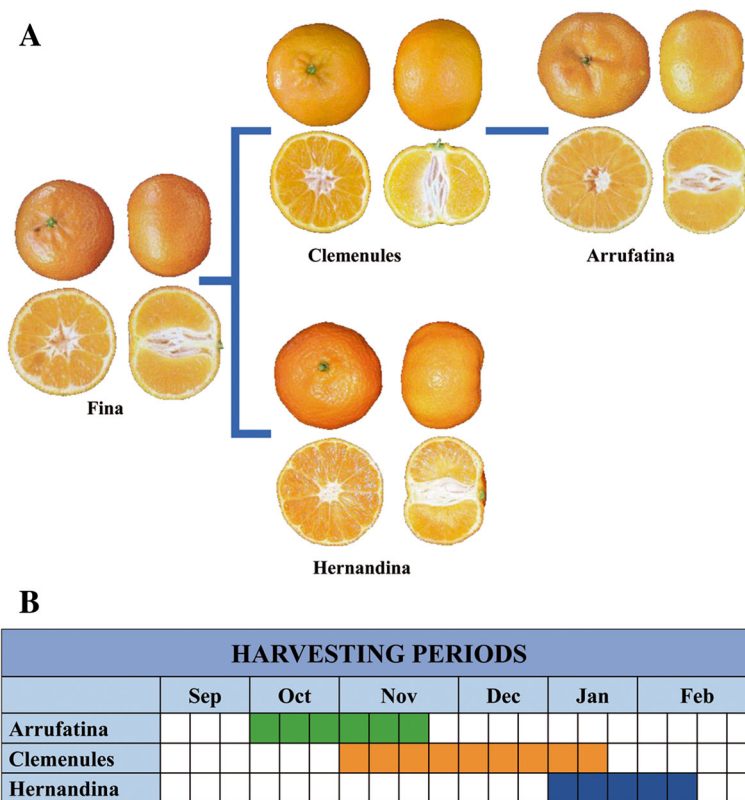 A
Clemenules
Arrufatina
Fina
Hernandina
B
HARVESTING PERIODS
Sep Oct Nov Dec Jan Feb
Arrufatina
Clemenules
Hernandina